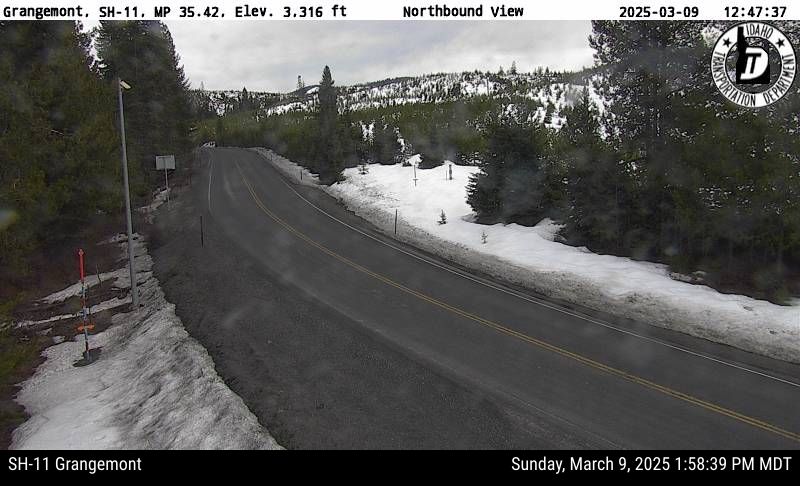 Grangemont, SH-11, MP 35.42, Elev. 3,316 ft Northbound View 2025-03-09 12:47:37
IDAHO
TRANSPORTATION DEPARTMENT
SH-11 Grangemont Sunday, March 9, 2025 1:58:39 PM MDT